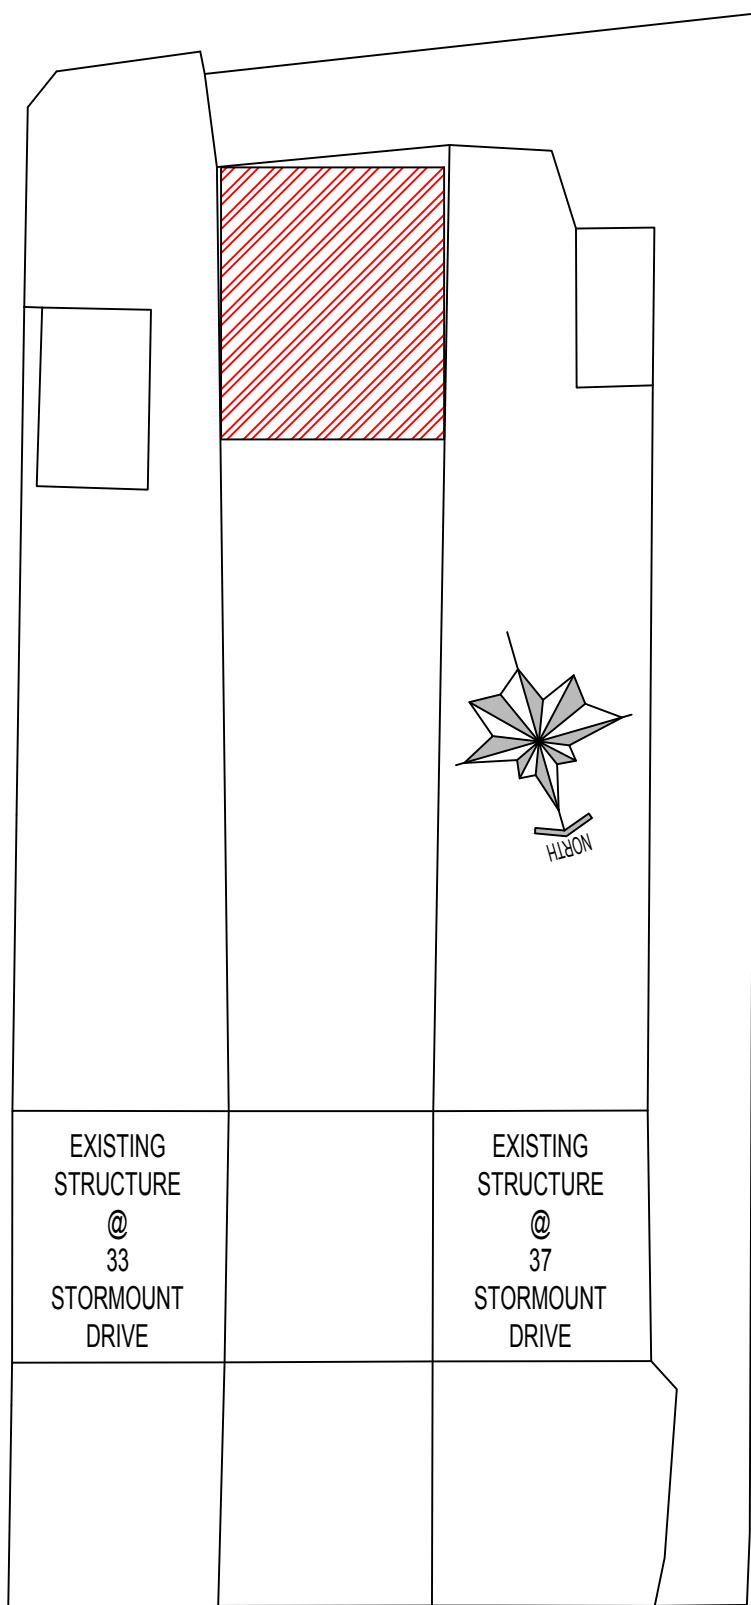 NORTH
EXISTING
STRUCTURE
@
33
STORMOUNT
DRIVE
EXISTING
STRUCTURE
@
37
STORMOUNT
DRIVE